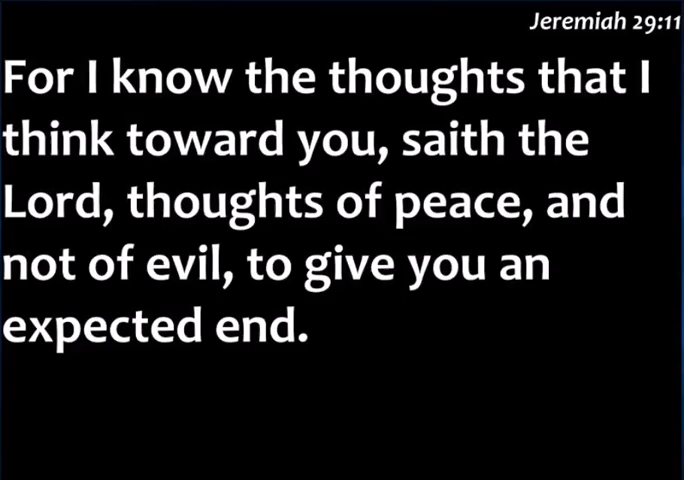 Jeremiah 29:11
For I know the thoughts that I
think toward you, saith the
Lord, thoughts of peace, and
not of evil, to give you an
expected end.